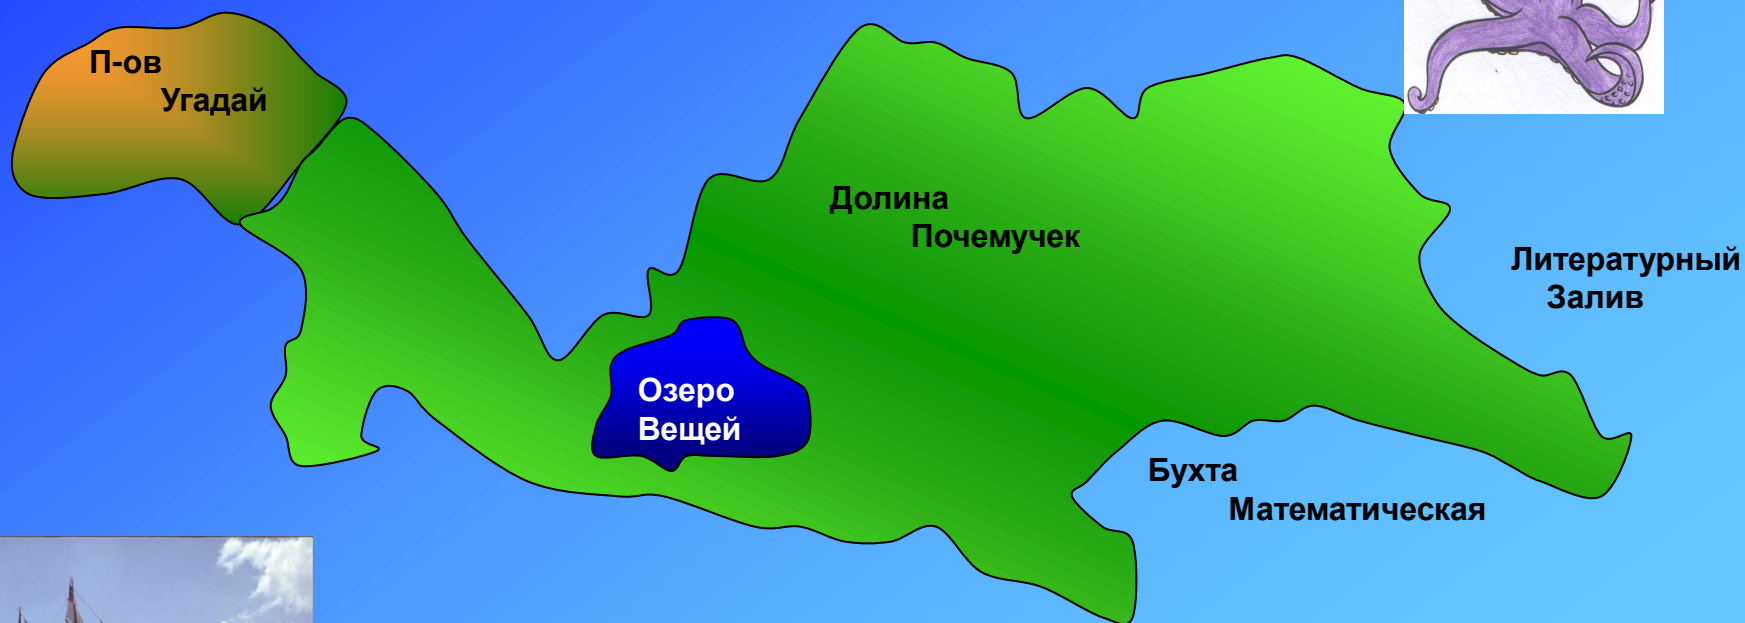 П-ов
Угадай
Долина
Почемучек
Литературный
Залив
Озеро
Вещей
Бухта
Математическая